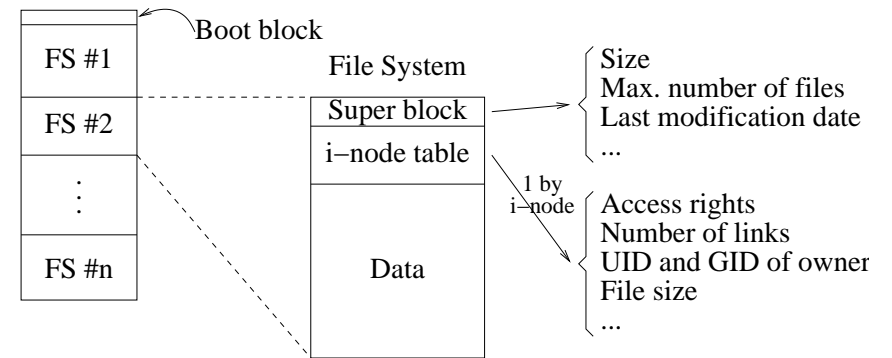 Boot block
FS #1
FS #2
⋮
FS #n
File System
Super block
i−node table
Data
Size
Max. number of files
Last modification date
...
1 by
i−node
Access rights
Number of links
UID and GID of owner
File size
...